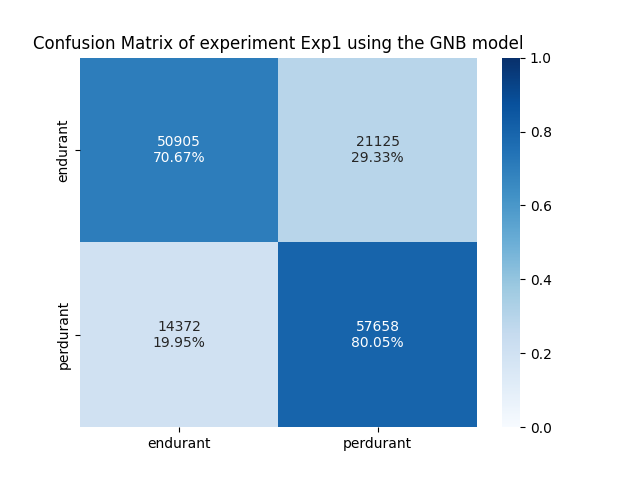 Confusion Matrix of experiment Exp1 using the GNB model
endurant
50905
70.67%
21125
29.33%
perdurant
14372
19.95%
57658
80.05%
endurant
perdurant
1.0
0.8
0.6
0.4
0.2
0.0